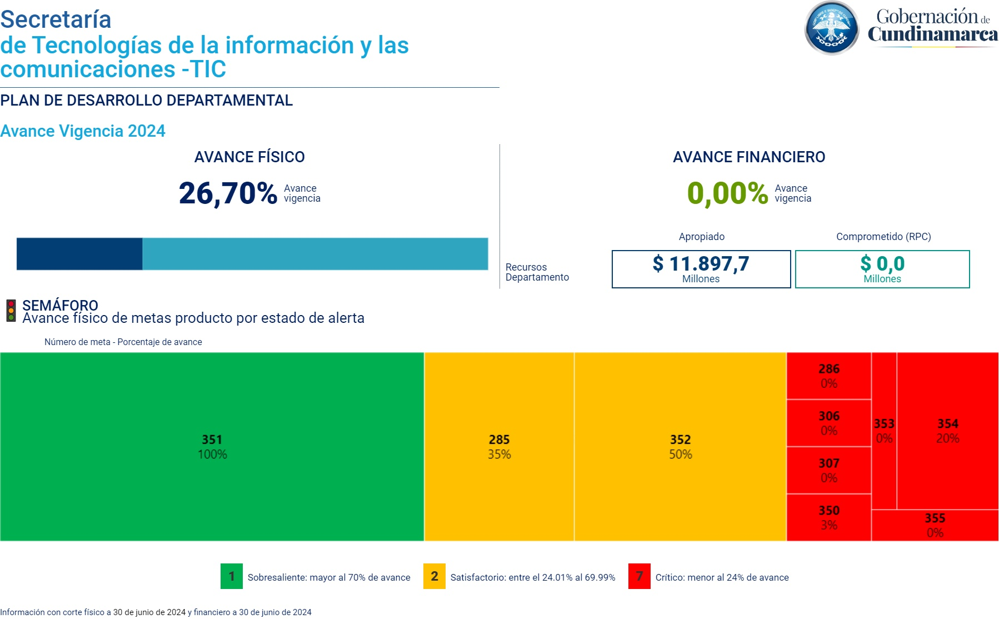 Secretaría
de Tecnologías de la información y las
comunicaciones -TIC
Gobernación de
Cundinamarca
PLAN DE DESARROLLO DEPARTAMENTAL
Avance Vigencia 2024
AVANCE FÍSICO
26,70% Avance
vigencia
AVANCE FINANCIERO
0,00% Avance
vigencia
Apropiado
Comprometido (RPC)
Recursos
Departamento
$ 11.897,7
Millones
$ 0,0
Millones
SEMÁFORO
Avance físico de metas producto por estado de alerta
Número de meta - Porcentaje de avance
351
100%
285
35%
352
50%
286
0%
306
0%
307
0%
350
3%
353
0%
354
20%
355
0%
1 Sobresaliente: mayor al 70% de avance
2 Satisfactorio: entre el 24.01% al 69.99%
7 Crítico: menor al 24% de avance
Información con corte físico a 30 de junio de 2024 y financiero a 30 de junio de 2024